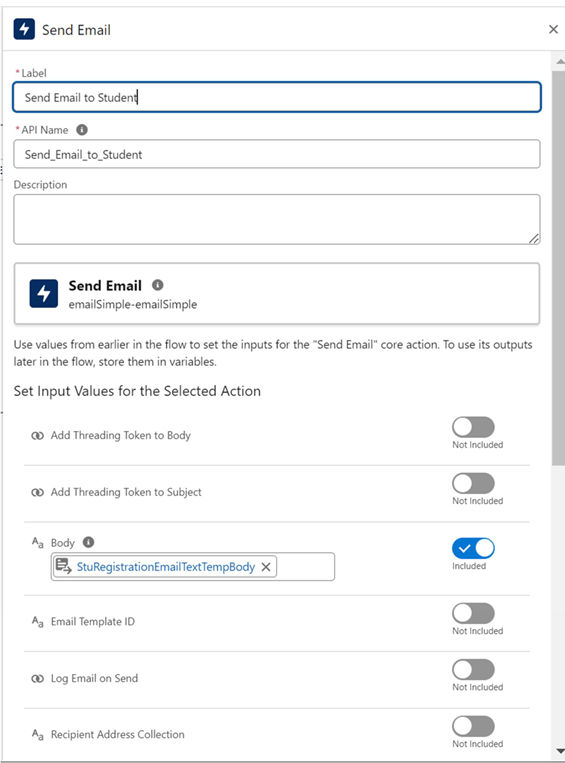 Send Email
* Label
Send Email to Student
* API Name
Send_Email_to_Student
Description
Send Email
emailSimple-emailSimple
Use values from earlier in the flow to set the inputs for the "Send Email" core action. To use its outputs
later in the flow, store them in variables.
Set Input Values for the Selected Action
Add Threading Token to Body
Not Included
Add Threading Token to Subject
Not Included
Aa Body
StuRegistrationEmailTextTempBody
Included
Aa Email Template ID
Not Included
Log Email on Send
Not Included
Aa Recipient Address Collection
Not Included